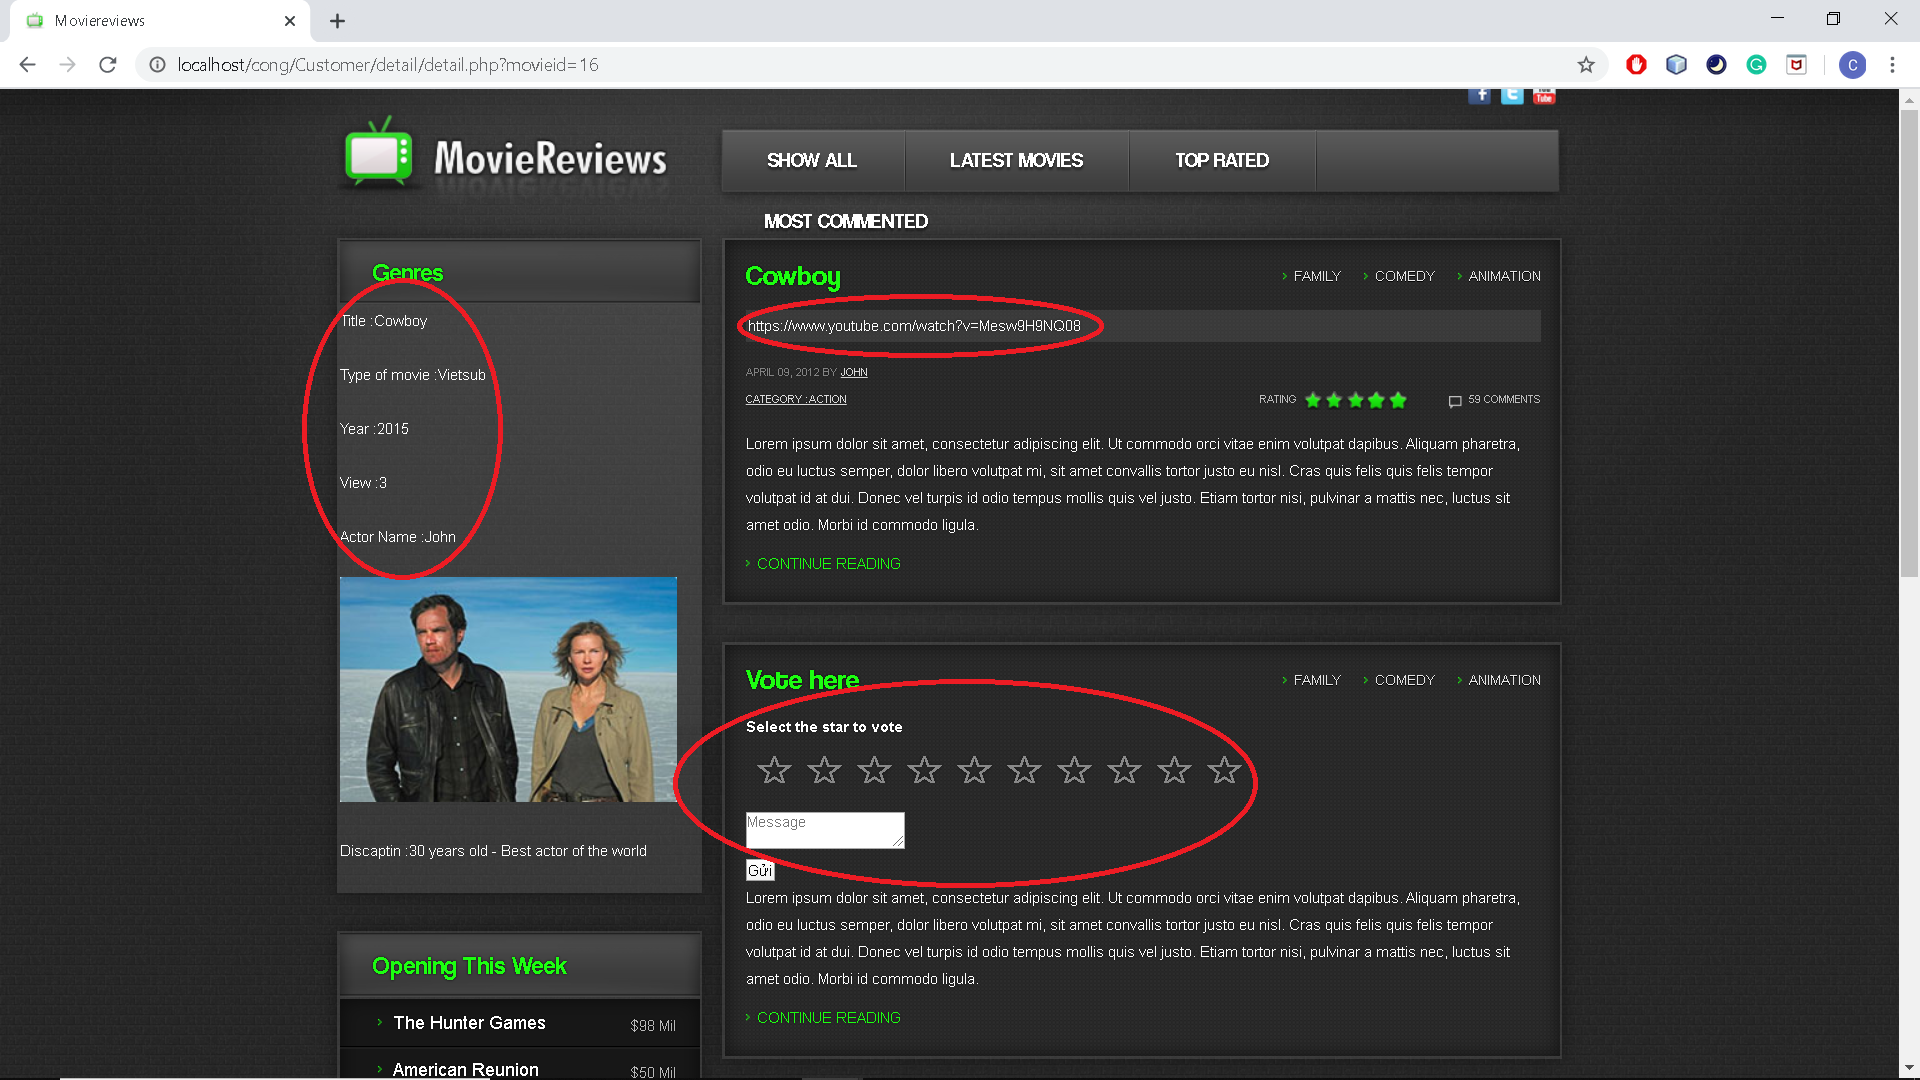 Moviereviews
localhost/cong/Customer/detail/detail.php?movieid=16
C
You
Tube
MovieReviews
SHOW ALL
LATEST MOVIES
TOP RATED
MOST COMMENTED
Genres
Title :Cowboy
Type of movie :Vietsub
Year :2015
View :3
Actor Name :John
Discaptin :30 years old - Best actor of the world
Opening This Week
The Hunter Games $98 Mil
American Reunion $50 Mil
Cowboy
FAMILY COMEDY ANIMATION
https://www.youtube.com/watch?v=Mesw9H9NQ08
APRIL 09, 2012 BY JOHN
CATEGORY :ACTION
RATING
59 COMMENTS
Lorem ipsum dolor sit amet, consectetur adipiscing elit. Ut commodo orci vitae enim volutpat dapibus. Aliquam pharetra,
odio eu luctus semper, dolor libero volutpat mi, sit amet convallis tortor justo eu nisl. Cras quis felis quis felis tempor
volutpat id at dui. Donec vel turpis id odio tempus mollis quis vel justo. Etiam tortor nisi, pulvinar a mattis nec, luctus sit
amet odio. Morbi id commodo ligula.
CONTINUE READING
Vote here
FAMILY COMEDY ANIMATION
Select the star to vote
Message
Gửi
Lorem ipsum dolor sit amet, consectetur adipiscing elit. Ut commodo orci vitae enim volutpat dapibus. Aliquam pharetra,
odio eu luctus semper, dolor libero volutpat mi, sit amet convallis tortor justo eu nisl. Cras quis felis quis felis tempor
volutpat id at dui. Donec vel turpis id odio tempus mollis quis vel justo. Etiam tortor nisi, pulvinar a mattis nec, luctus sit
amet odio. Morbi id commodo ligula.
CONTINUE READING